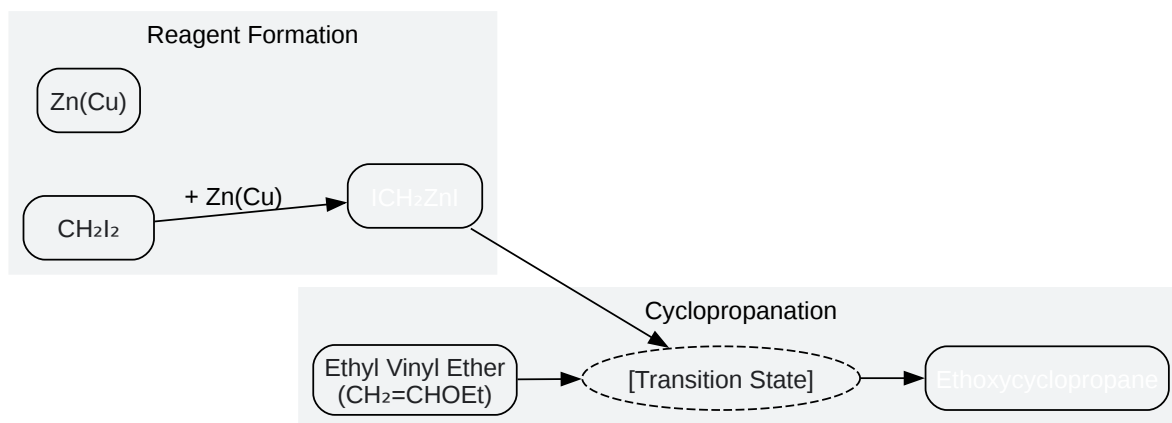 Reagent Formation
Zn(Cu)
CH₂I₂
+ Zn(Cu)
ICH₂ZnI
Cyclopropanation
Ethyl Vinyl Ether
(CH₂=CHOEt)
[Transition State]
Ethoxycyclopropane